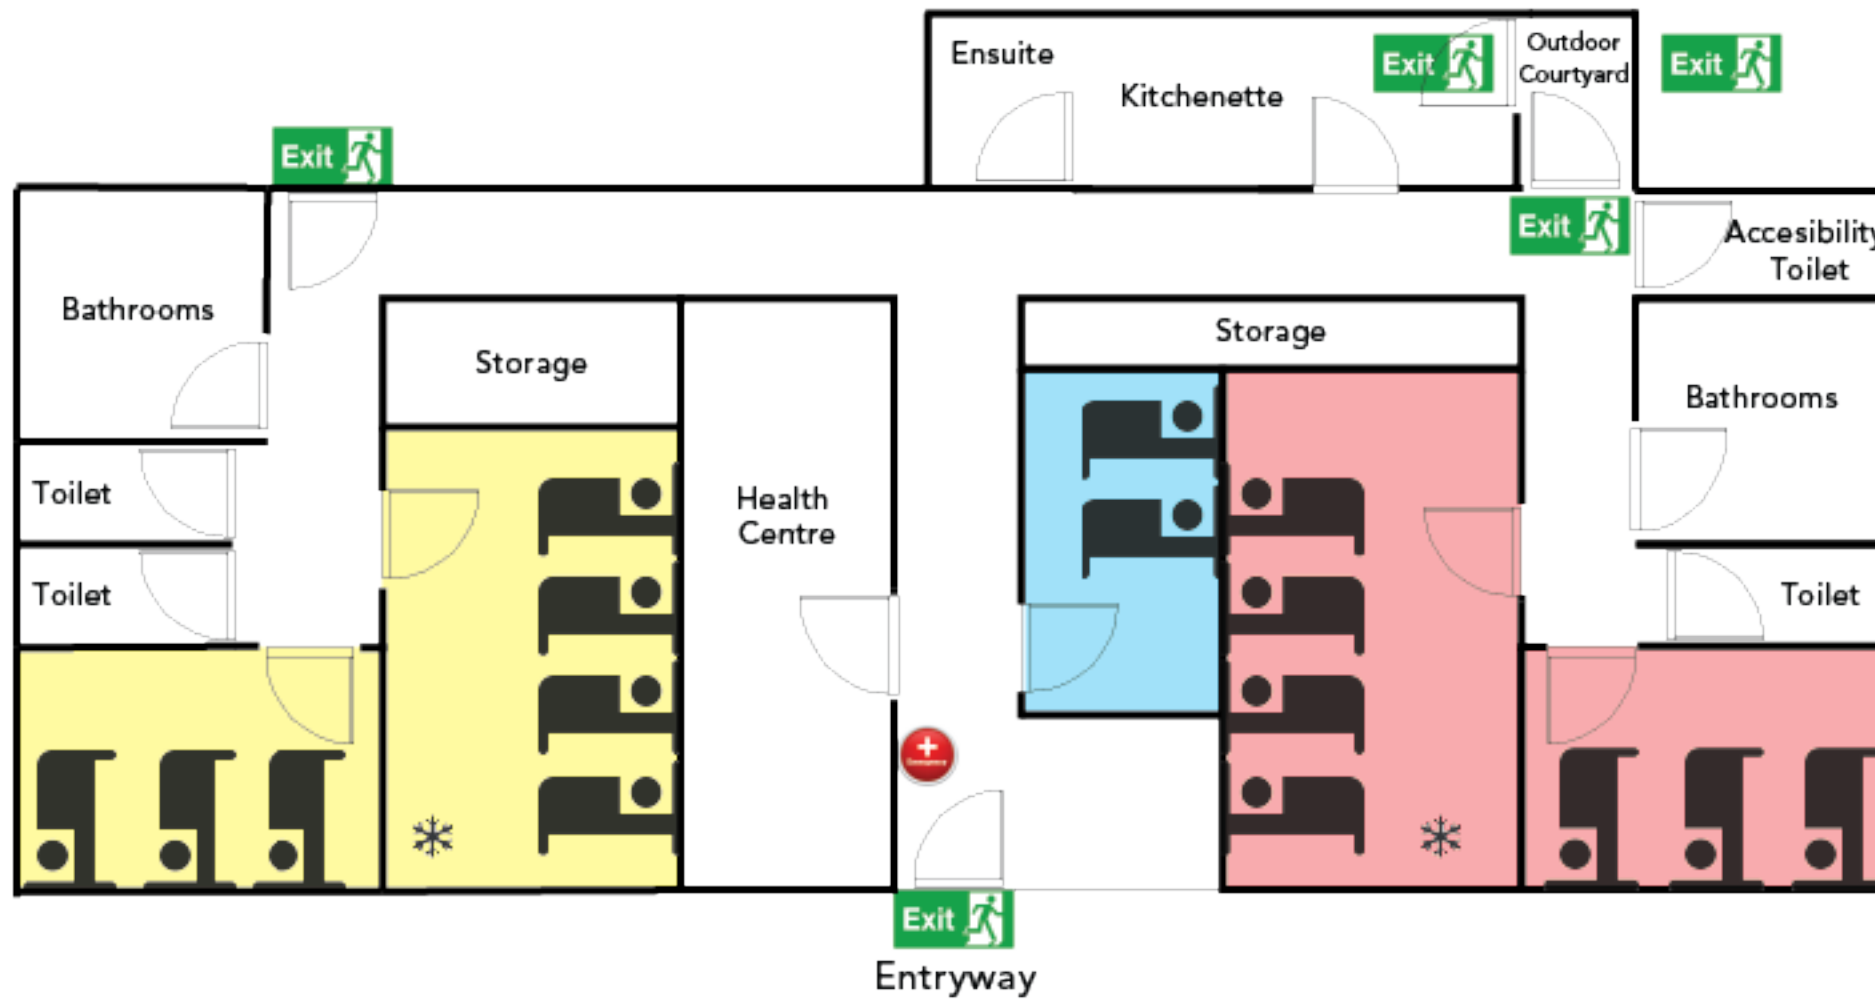 Ensuite
Exit
Outdoor
Courtyard
Exit
Kitchenette
Exit
Exit
Accesibility
Toilet
Bathrooms
Storage
Storage
Bathrooms
Toilet
Health
Centre
Toilet
Toilet
Exit
Entryway